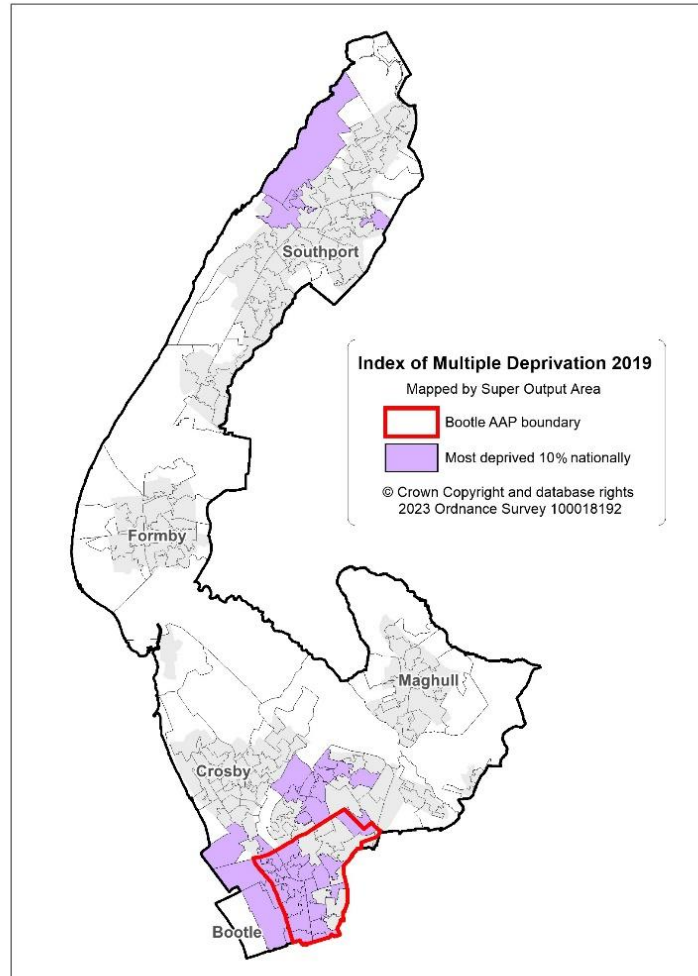 Southport
Index of Multiple Deprivation 2019
Mapped by Super Output Area
Bootle AAP boundary
Most deprived 10% nationally
© Crown Copyright and database rights
2023 Ordnance Survey 100018192
Formby
Maghull
Crosby
Bootle